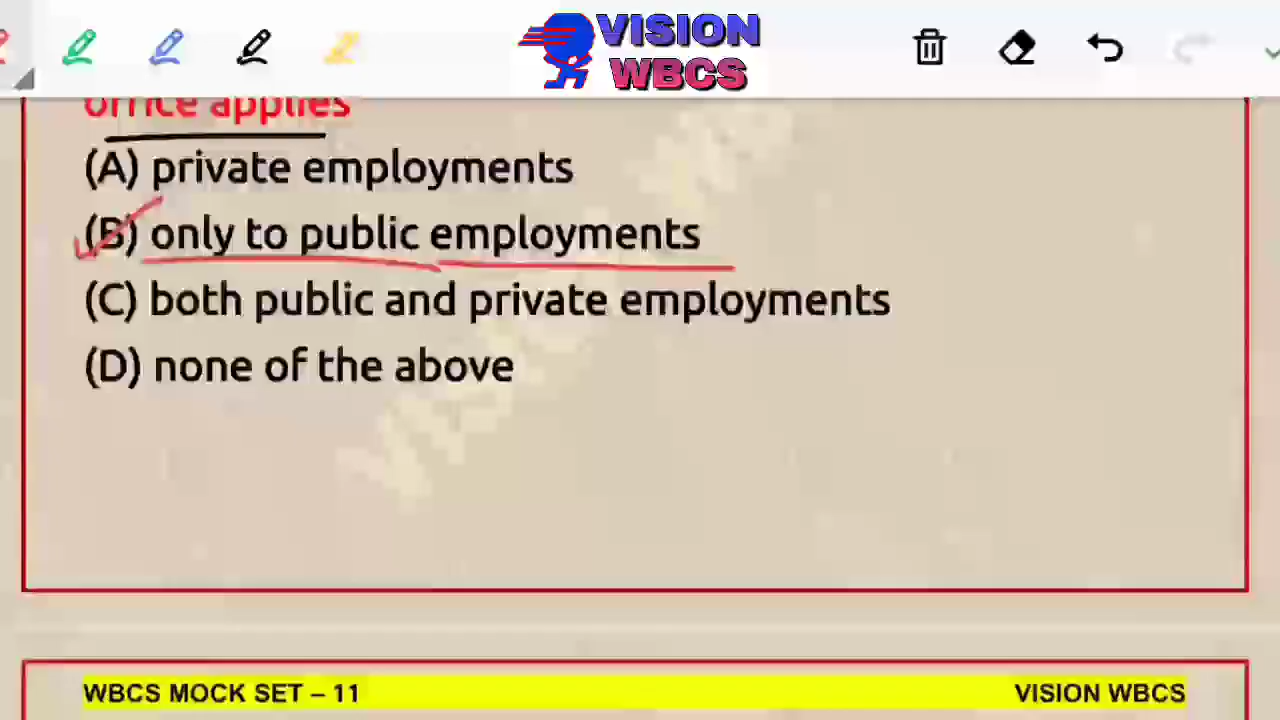 VISION
WBCS
office applies
(A) private employments
(B) only to public employments
(C) both public and private employments
(D) none of the above
WBCS MOCK SET – 11 VISION WBCS